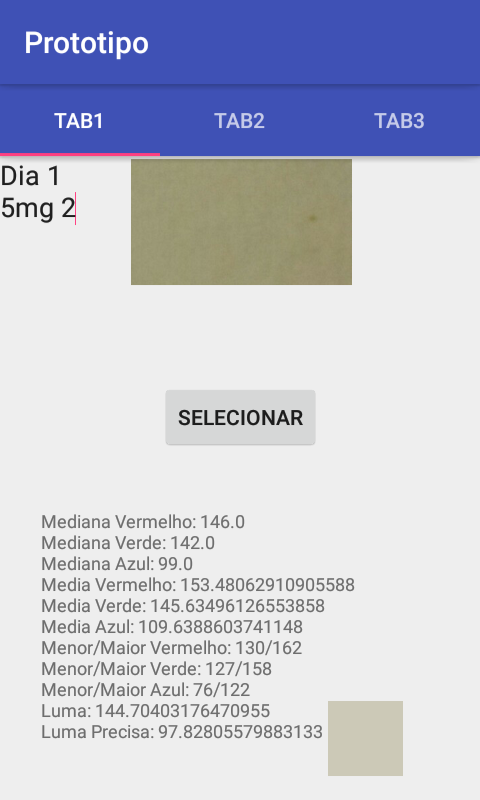 Prototipo
TAB1 TAB2 TAB3
Dia 1
5mg 2
SELECIONAR
Mediana Vermelho: 146.0
Mediana Verde: 142.0
Mediana Azul: 99.0
Media Vermelho: 153.48062910905588
Media Verde: 145.63496126553858
Media Azul: 109.6388603741148
Menor/Maior Vermelho: 130/162
Menor/Maior Verde: 127/158
Menor/Maior Azul: 76/122
Luma: 144.70403176470955
Luma Precisa: 97.82805579883133